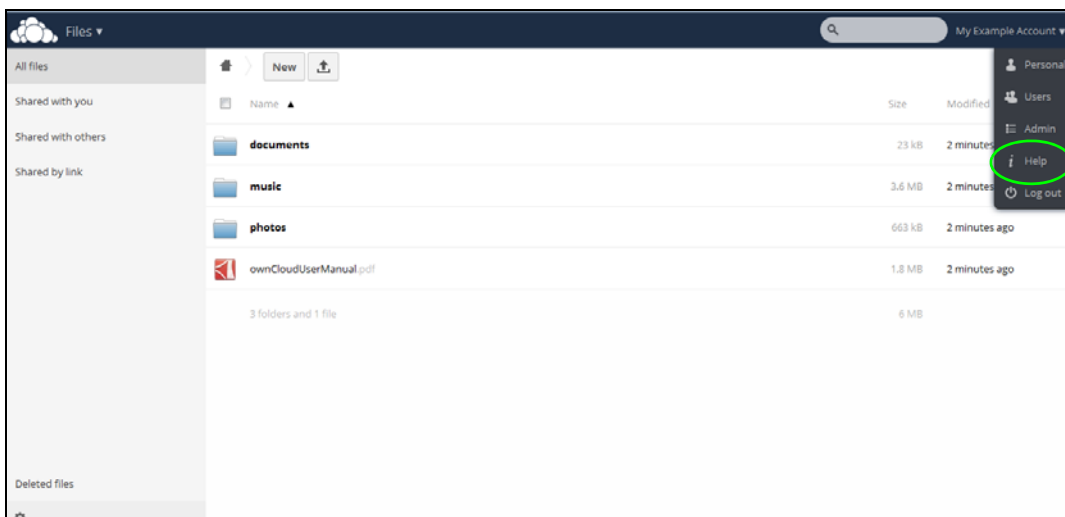 Files ▾
My Example Account ▾
All files
Shared with you
Shared with others
Shared by link
Deleted files
New
Name ▲
Size
Modified
documents
23 kB
2 minutes
music
3.6 MB
2 minutes
photos
663 kB
2 minutes ago
ownCloudUserManual.pdf
1.8 MB
2 minutes ago
3 folders and 1 file
6 MB
Personal
Users
Admin
Help
Log out